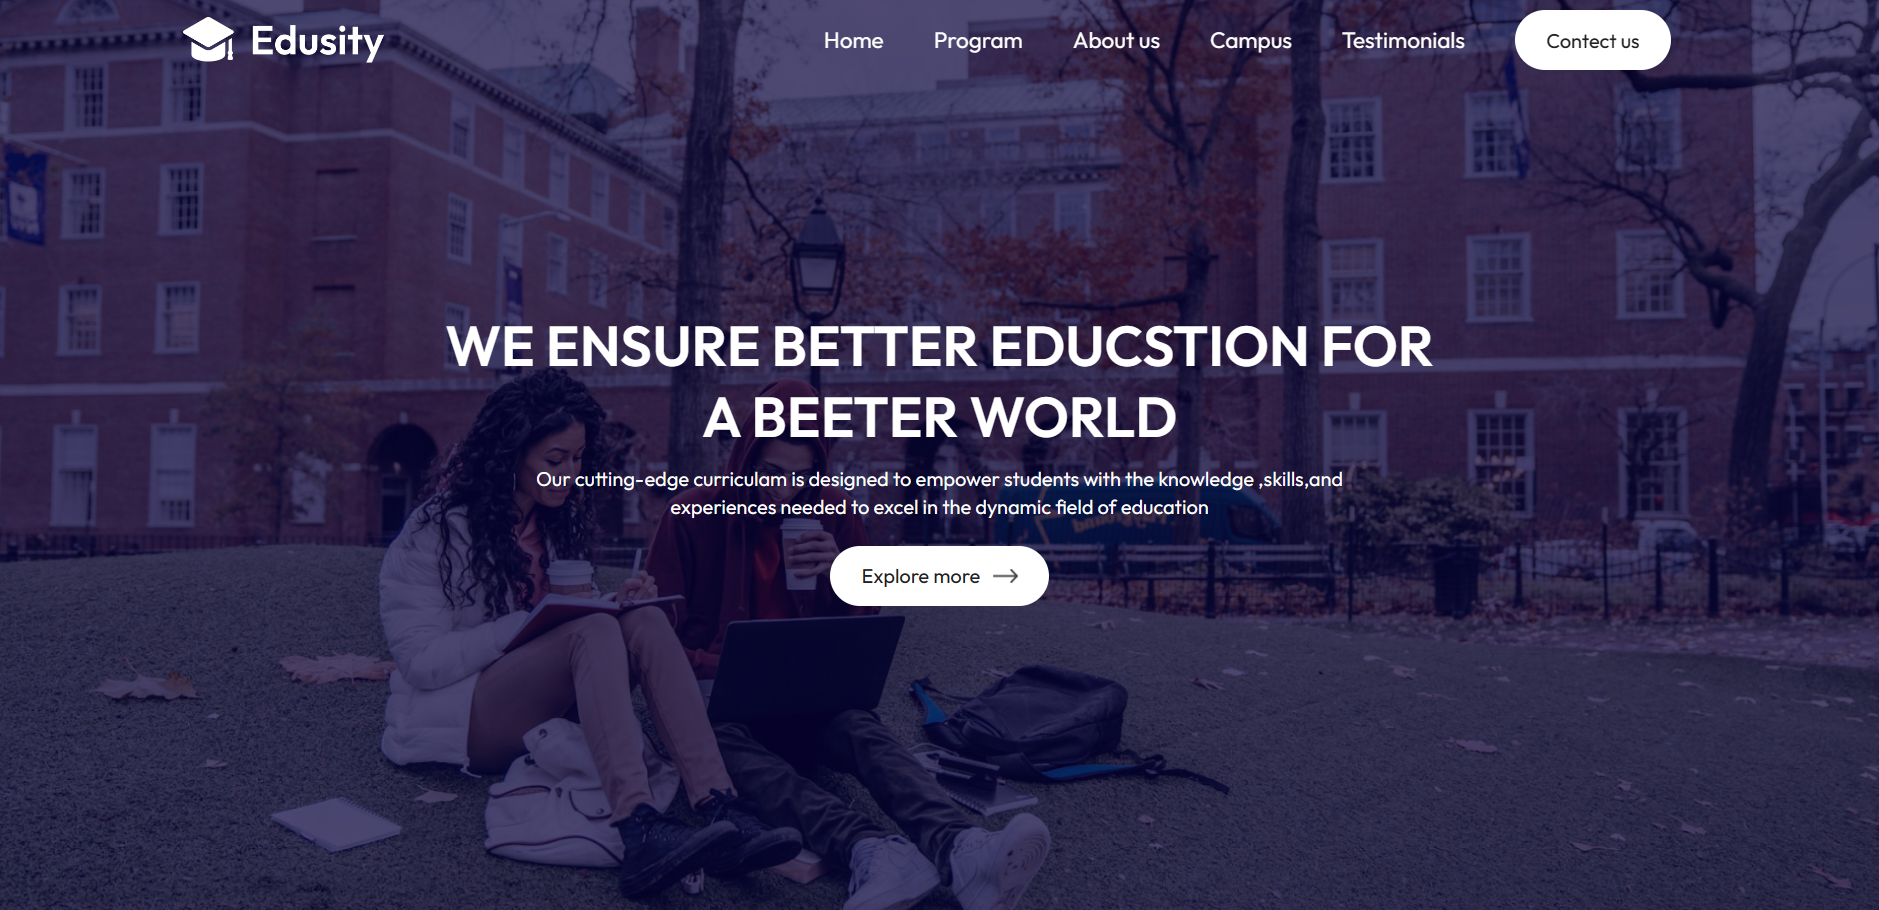 Edusity
Home Program About us Campus Testimonials Contect us
WE ENSURE BETTER EDUCSTION FOR
A BEETER WORLD
Our cutting-edge curriculam is designed to empower students with the knowledge ,skills,and
experiences needed to excel in the dynamic field of education
Explore more